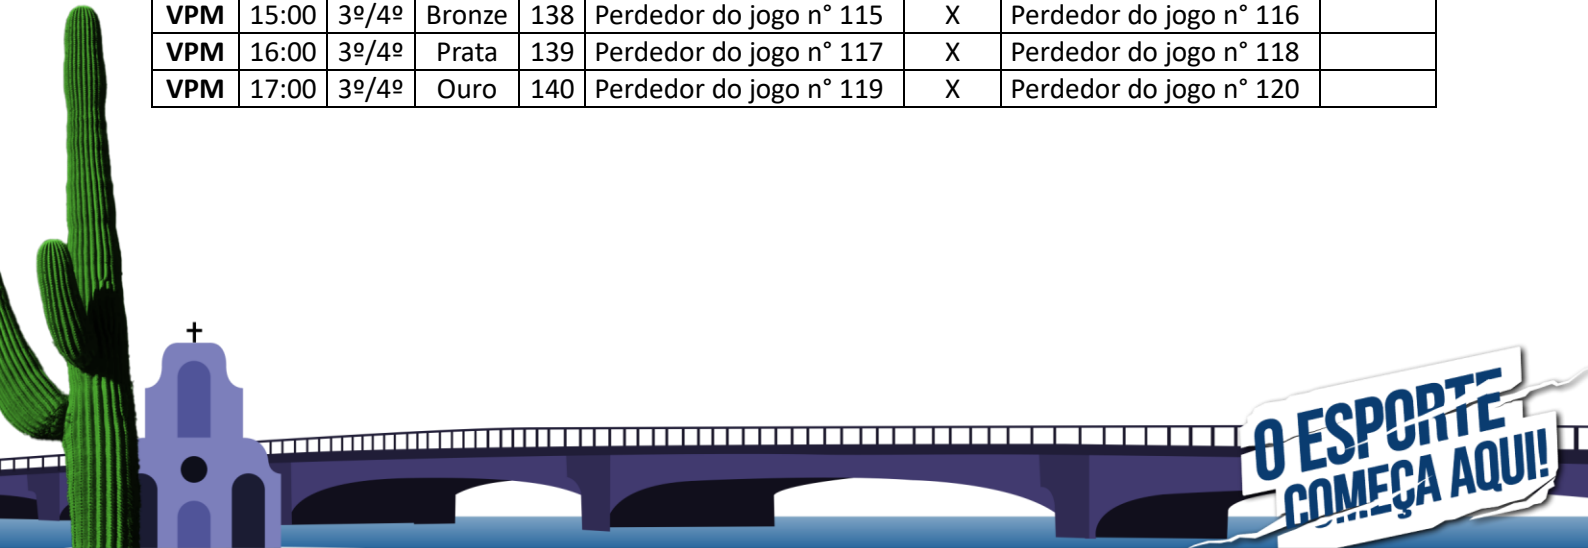 VPM 15:00 3º/4º Bronze 138 Perdedor do jogo n° 115 X Perdedor do jogo n° 116
VPM 16:00 3º/4º Prata 139 Perdedor do jogo n° 117 X Perdedor do jogo n° 118
VPM 17:00 3º/4º Ouro 140 Perdedor do jogo n° 119 X Perdedor do jogo n° 120
O ESPORTE
COMEÇA AQUI!